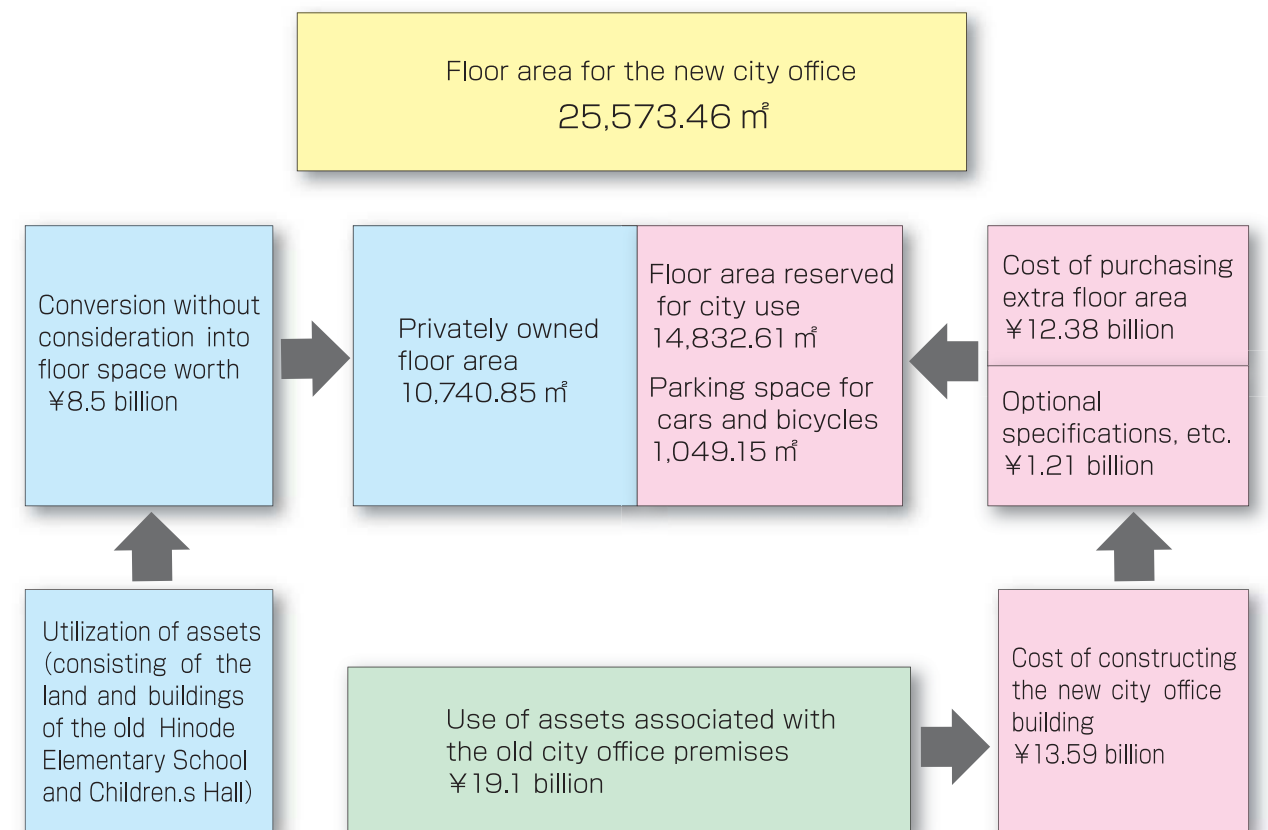 Floor area for the new city office
25,573.46 ㎡
Conversion without
consideration into
floor space worth
¥8.5 billion
Privately owned
floor area
10,740.85 ㎡
Floor area reserved
for city use
14,832.61 ㎡
Parking space for
cars and bicycles
1,049.15 ㎡
Cost of purchasing
extra floor area
¥12.38 billion
Optional
specifications, etc.
¥1.21 billion
Utilization of assets
(consisting of the
land and buildings
of the old Hinode
Elementary School
and Children.s Hall)
Use of assets associated with
the old city office premises
¥19.1 billion
Cost of constructing
the new city office
building
¥13.59 billion